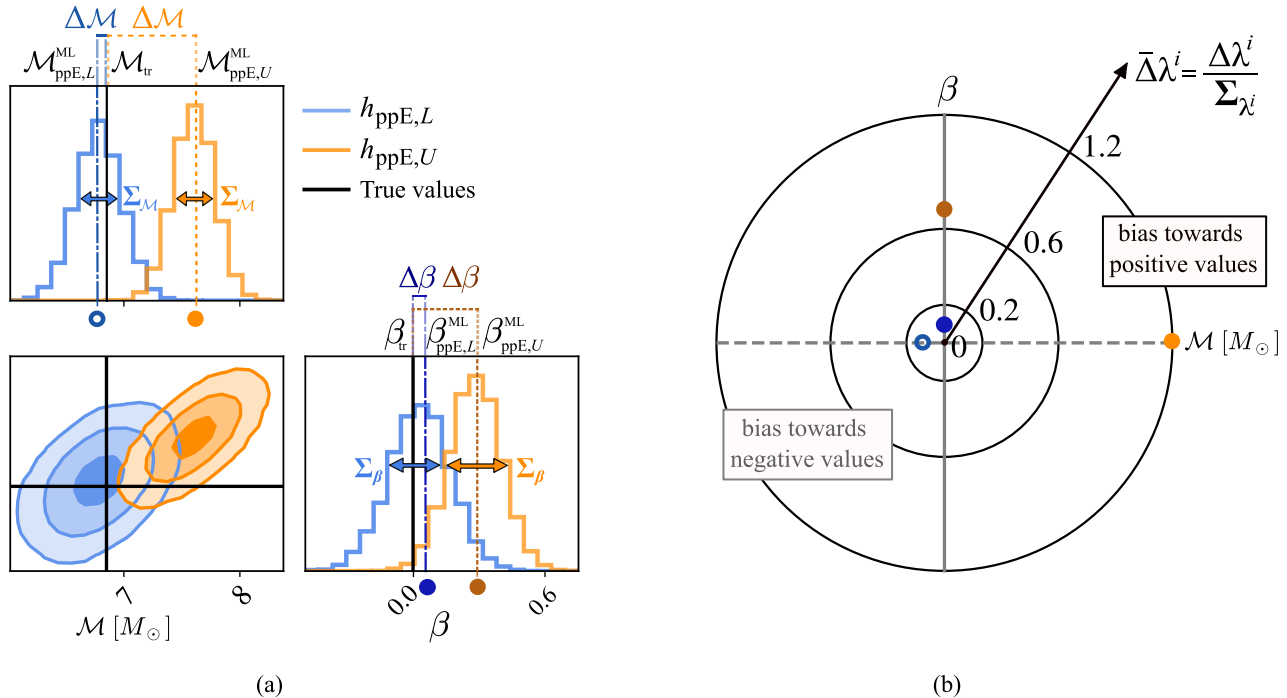 Δℳ Δℳ
ℳ^ML_ppE,L ℳ_tr ℳ^ML_ppE,U
Σ_ℳ Σ_ℳ
h_ppE,L
h_ppE,U
True values
7 8
ℳ [M_⊙]
Δβ Δβ
β_tr β^ML_ppE,L β^ML_ppE,U
Σ_β Σ_β
0.0 0.6
β
(a)
Δ̄λ^i = Δλ^i / Σ_λ^i
β
1.2
0.6
0.2
0
bias towards
positive values
ℳ [M_⊙]
bias towards
negative values
(b)